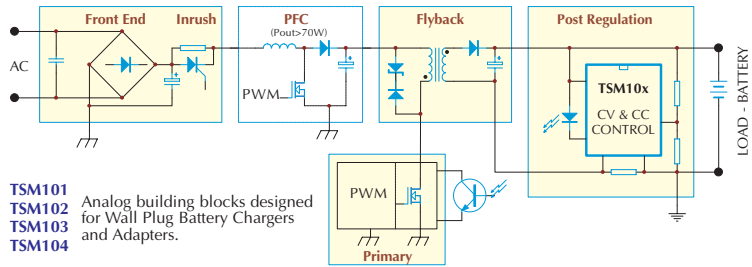 Front End
Inrush
PFC
(Pout>70W)
Flyback
Post Regulation
AC
PWM
TSM10x
CV & CC
CONTROL
LOAD - BATTERY
PWM
Primary
TSM101
TSM102
TSM103
TSM104
Analog building blocks designed
for Wall Plug Battery Chargers
and Adapters.